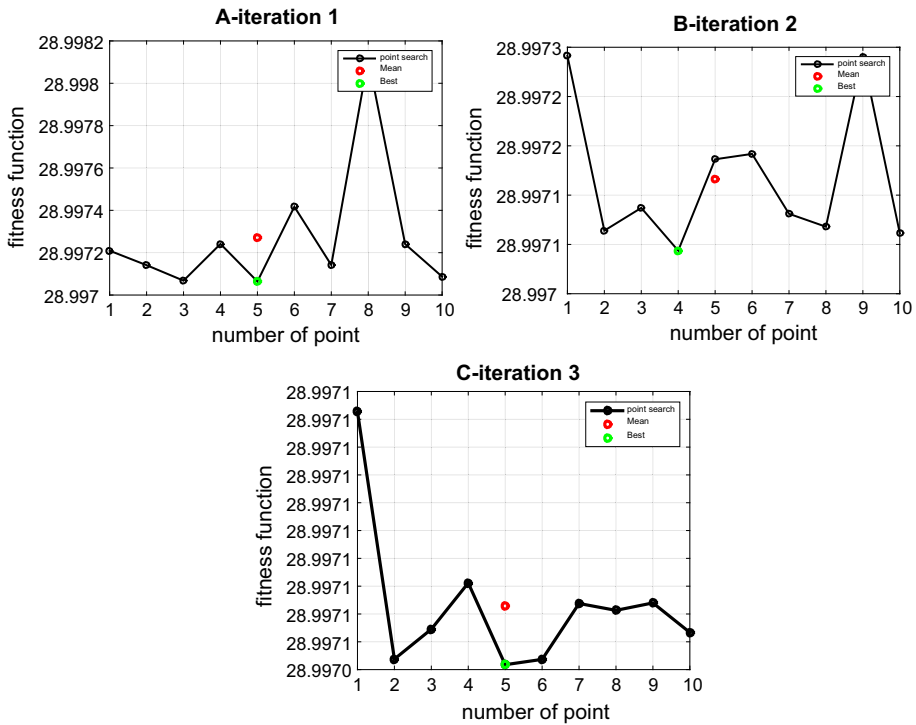 A-iteration 1
28.9982
28.998
28.9978
28.9976
28.9974
28.9972
28.997
fitness function
point search
Mean
Best
1 2 3 4 5 6 7 8 9 10
number of point
B-iteration 2
28.9973
28.9972
28.9972
28.9971
28.9971
28.997
fitness function
point search
Mean
Best
1 2 3 4 5 6 7 8 9 10
number of point
C-iteration 3
28.9971
28.9971
28.9971
28.9971
28.9971
28.9971
28.9971
28.9971
28.9971
28.9971
28.9970
fitness function
point search
Mean
Best
1 2 3 4 5 6 7 8 9 10
number of point